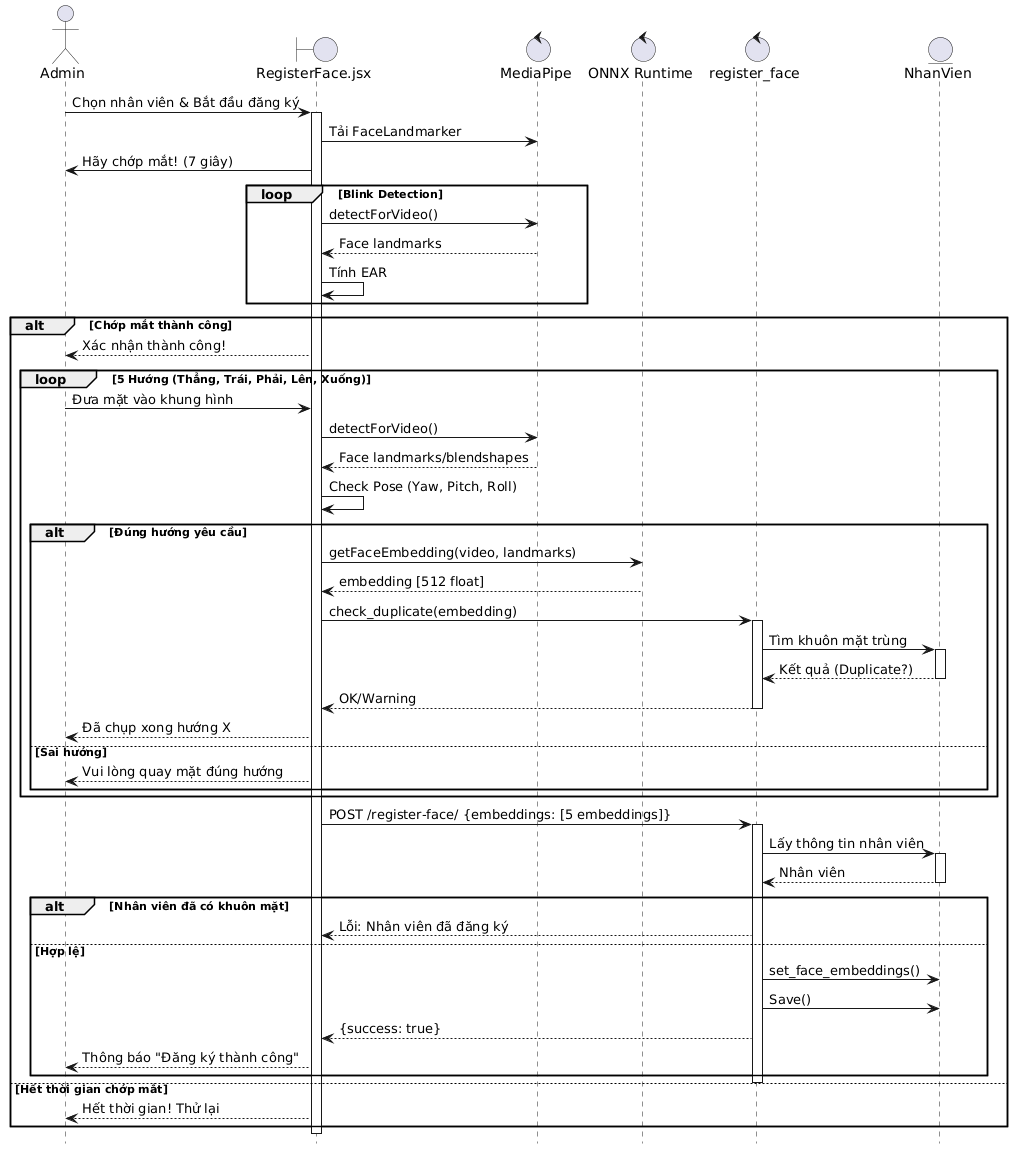 Admin
RegisterFace.jsx
MediaPipe
ONNX Runtime
register_face
NhanVien
Chọn nhân viên & Bắt đầu đăng ký
Tải FaceLandmarker
Hãy chớp mắt! (7 giây)
loop [Blink Detection]
detectForVideo()
Face landmarks
Tính EAR
alt [Chớp mắt thành công]
Xác nhận thành công!
loop [5 Hướng (Thẳng, Trái, Phải, Lên, Xuống)]
Đưa mặt vào khung hình
detectForVideo()
Face landmarks/blendshapes
Check Pose (Yaw, Pitch, Roll)
alt [Đúng hướng yêu cầu]
getFaceEmbedding(video, landmarks)
embedding [512 float]
check_duplicate(embedding)
Tìm khuôn mặt trùng
Kết quả (Duplicate?)
OK/Warning
Đã chụp xong hướng X
[Sai hướng]
Vui lòng quay mặt đúng hướng
POST /register-face/ {embeddings: [5 embeddings]}
Lấy thông tin nhân viên
Nhân viên
alt [Nhân viên đã có khuôn mặt]
Lỗi: Nhân viên đã đăng ký
[Hợp lệ]
set_face_embeddings()
Save()
{success: true}
Thông báo "Đăng ký thành công"
[Hết thời gian chớp mắt]
Hết thời gian! Thử lại